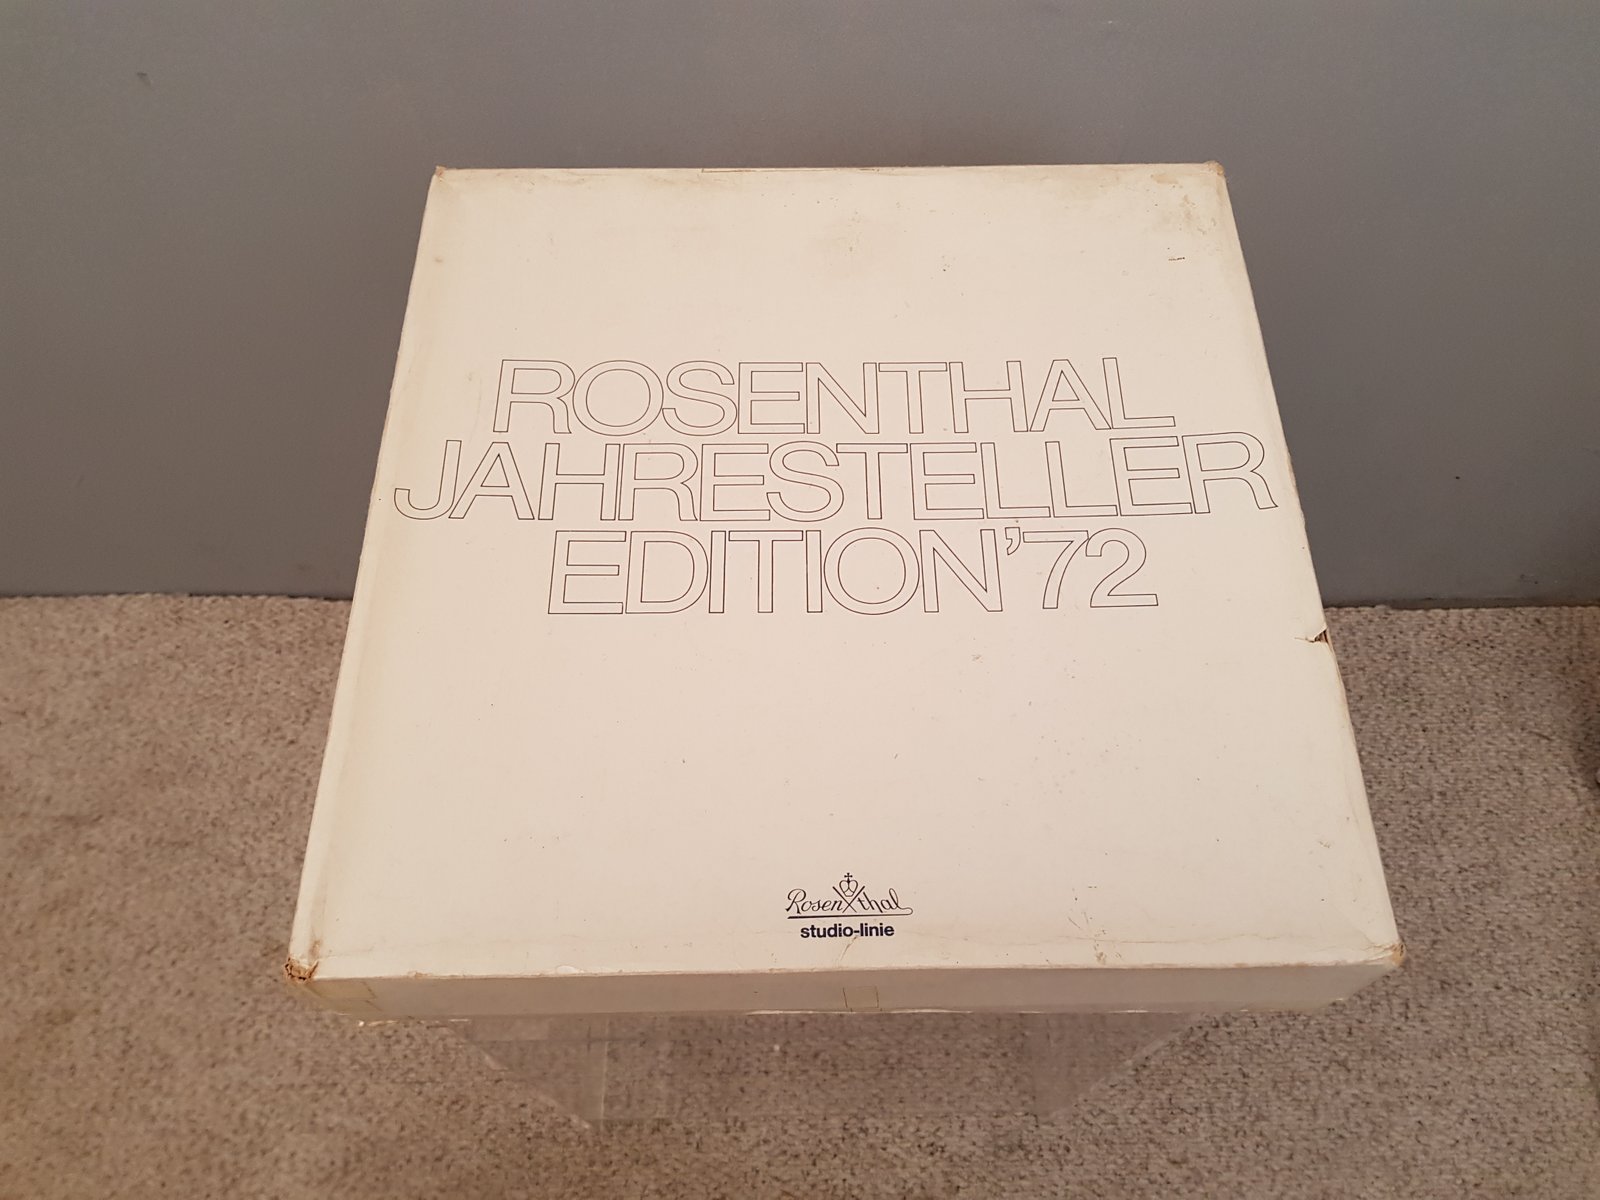 ROSENTHAL
JAHRESTELLER
EDITION'72
Rosenthal
studio-linie